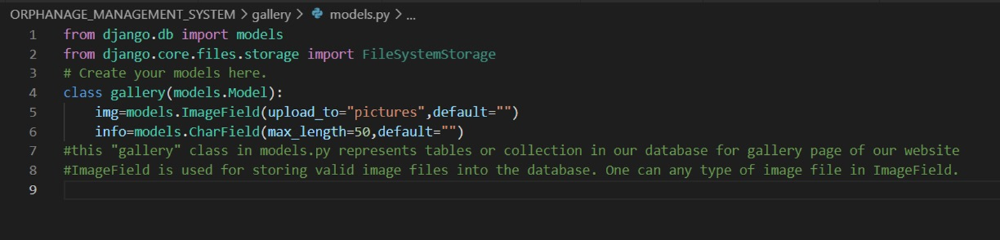 ORPHANAGE_MANAGEMENT_SYSTEM > gallery > models.py > ...
1 from django.db import models
2 from django.core.files.storage import FileSystemStorage
3 # Create your models here.
4 class gallery(models.Model):
5     img=models.ImageField(upload_to="pictures",default="")
6     info=models.CharField(max_length=50,default="")
7 #this "gallery" class in models.py represents tables or collection in our database for gallery page of our website
8 #ImageField is used for storing valid image files into the database. One can any type of image file in ImageField.
9